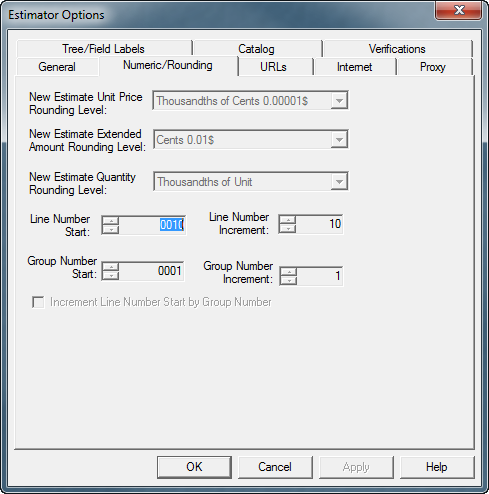 Estimator Options
Tree/Field Labels Catalog Verifications
General Numeric/Rounding URLs Internet Proxy
New Estimate Unit Price
Rounding Level:
Thousandths of Cents 0.00001$
New Estimate Extended
Amount Rounding Level:
Cents 0.01$
New Estimate Quantity
Rounding Level:
Thousandths of Unit
Line Number
Start:
0010
Line Number
Increment:
10
Group Number
Start:
0001
Group Number
Increment:
1
Increment Line Number Start by Group Number
OK Cancel Apply Help